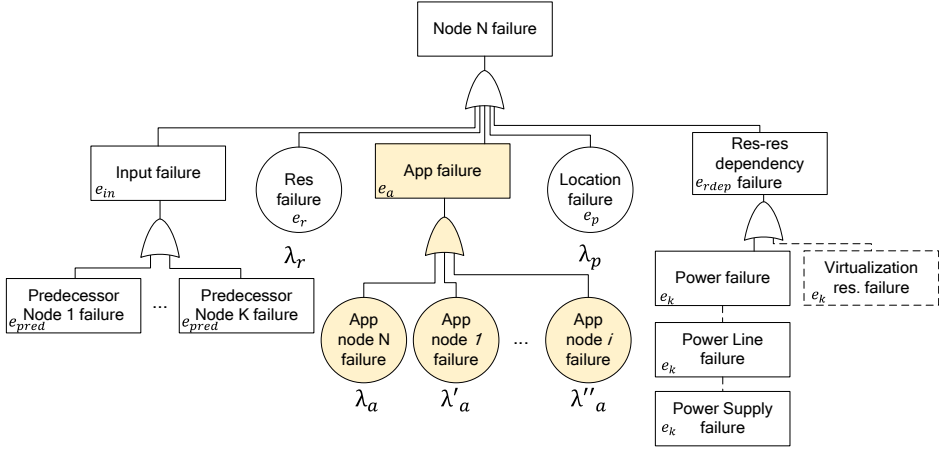 Node N failure
Input failure
e_in
Res
failure
e_r
λ_r
App failure
e_a
Location
failure
e_p
λ_p
Res-res
dependency
failure
e_rdep
Predecessor
Node 1 failure
e_pred
...
Predecessor
Node K failure
e_pred
App
node N
failure
λ_a
App
node 1
failure
λ'_a
...
App
node i
failure
λ''_a
Power failure
e_k
Virtualization
res. failure
e_k
Power Line
failure
e_k
Power Supply
failure
e_k